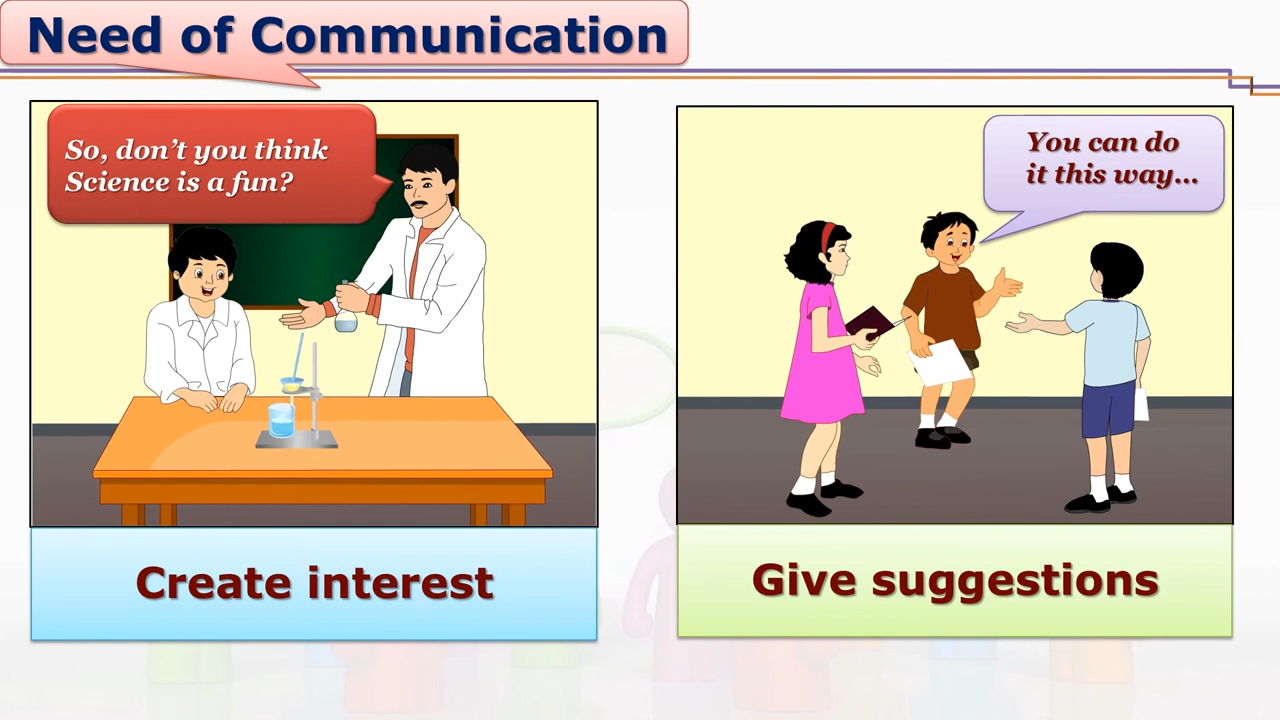 Need of Communication
So, don't you think
Science is a fun?
You can do
it this way...
Create interest
Give suggestions